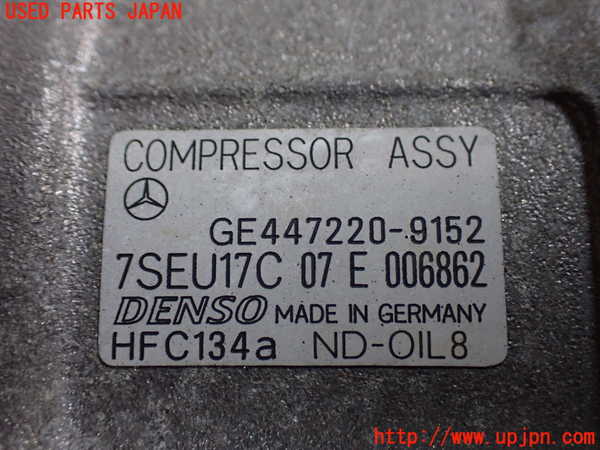 USED PARTS JAPAN
COMPRESSOR ASSY
GE447220-9152
7SEU17C 07 E 006862
DENSO MADE IN GERMANY
HFC134a ND-OIL8
http://www.upjpn.com/